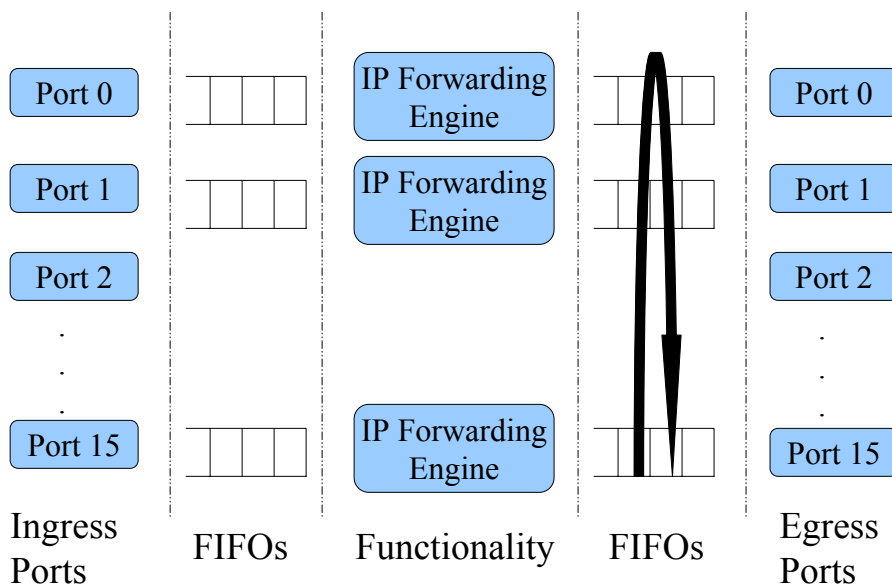 Port 0
IP Forwarding
Engine
Port 0
Port 1
IP Forwarding
Engine
Port 1
Port 2
Port 2
.
.
.
.
.
.
Port 15
IP Forwarding
Engine
Port 15
Ingress
Ports
FIFOs
Functionality
FIFOs
Egress
Ports